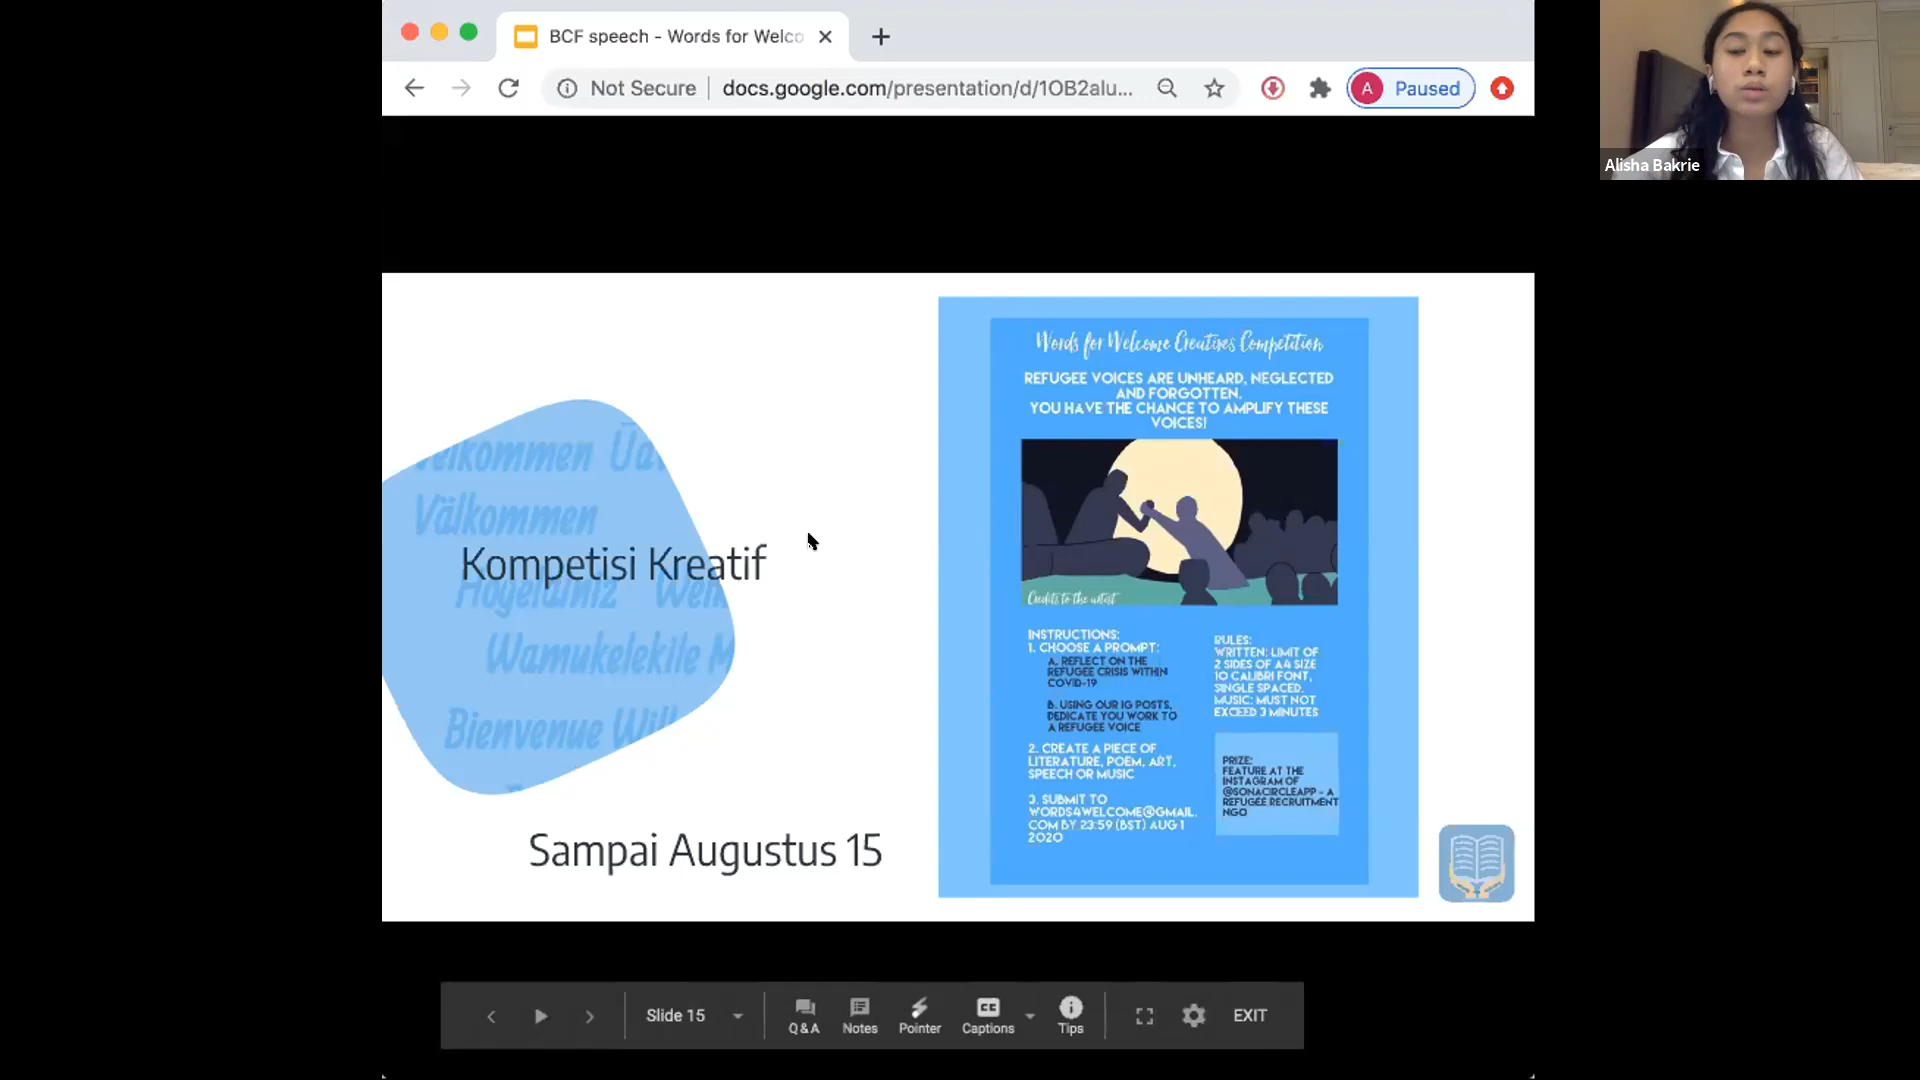 BCF speech - Words for Welco
Not Secure
docs.google.com/presentation/d/1OB2alu...
A
Paused
Alisha Bakrie
Words for Welcome Creatives Competition
REFUGEE VOICES ARE UNHEARD, NEGLECTED
AND FORGOTTEN.
YOU HAVE THE CHANCE TO AMPLIFY THESE
VOICES!
Credits to the artist
INSTRUCTIONS:
1. CHOOSE A PROMPT:
A. REFLECT ON THE
REFUGEE CRISIS WITHIN
COVID-19
B. USING OUR IG POSTS,
DEDICATE YOU WORK TO
A REFUGEE VOICE
2. CREATE A PIECE OF
LITERATURE, POEM, ART,
SPEECH OR MUSIC
3. SUBMIT TO
WORDS4WELCOME@GMAIL.
COM BY 23:59 (BST) AUG 1
2020
RULES:
WRITTEN: LIMIT OF
2 SIDES OF A4 SIZE
10 CALIBRI FONT,
SINGLE SPACED.
MUSIC: MUST NOT
EXCEED 3 MINUTES
PRIZE:
FEATURE AT THE
INSTAGRAM OF
@SONACIRCLEAPP - A
REFUGEE RECRUITMENT
NGO
Välkommen
Kompetisi Kreatif
Wamukelekile M
Bienvenue
Sampai Augustus 15
Slide 15
Q&A
Notes
Pointer
CC
Captions
Tips
EXIT